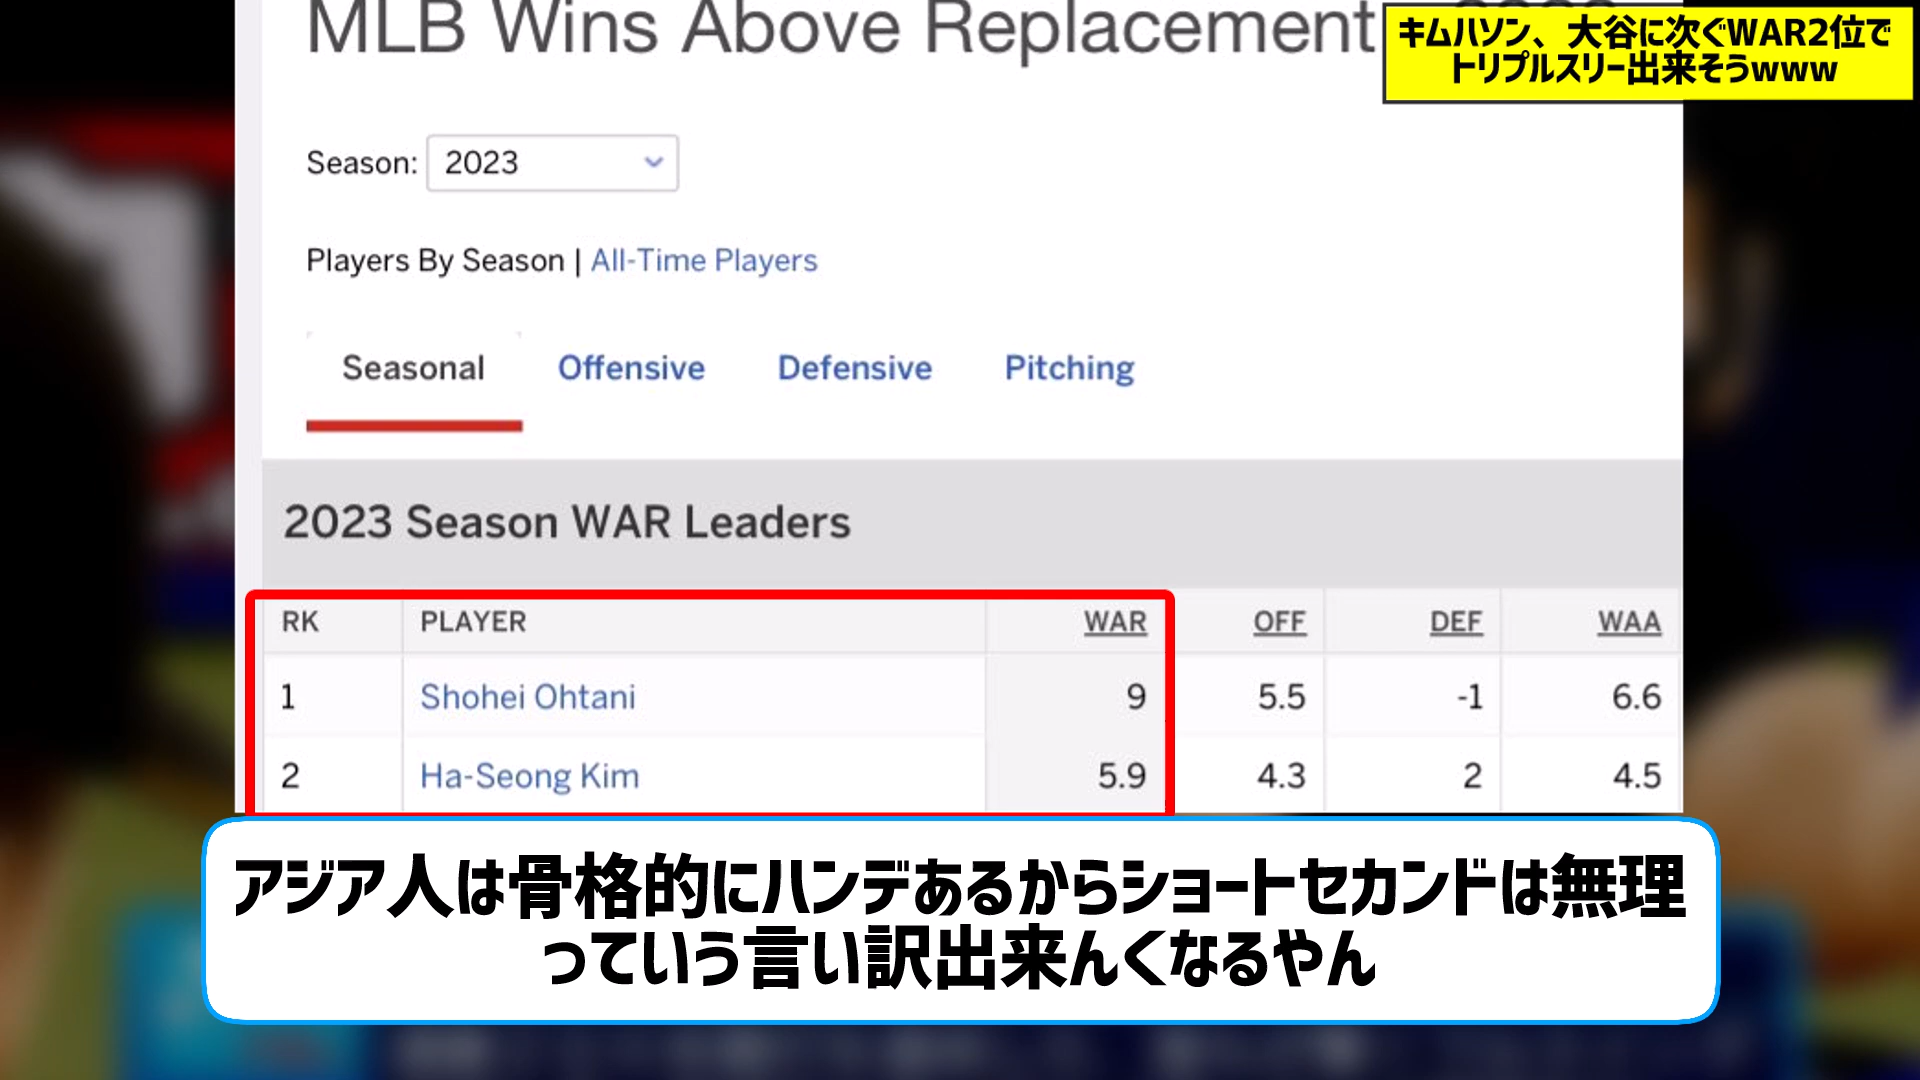 MLB Wins Above Replacement
キムハソン、大谷に次ぐWAR2位で
トリプルスリー出来そうwww
Season: 2023
Players By Season | All-Time Players
Seasonal Offensive Defensive Pitching
2023 Season WAR Leaders
RK PLAYER WAR OFF DEF WAA
1 Shohei Ohtani 9 5.5 -1 6.6
2 Ha-Seong Kim 5.9 4.3 2 4.5
アジア人は骨格的にハンデあるからショートセカンドは無理
っていう言い訳出来んくなるやん